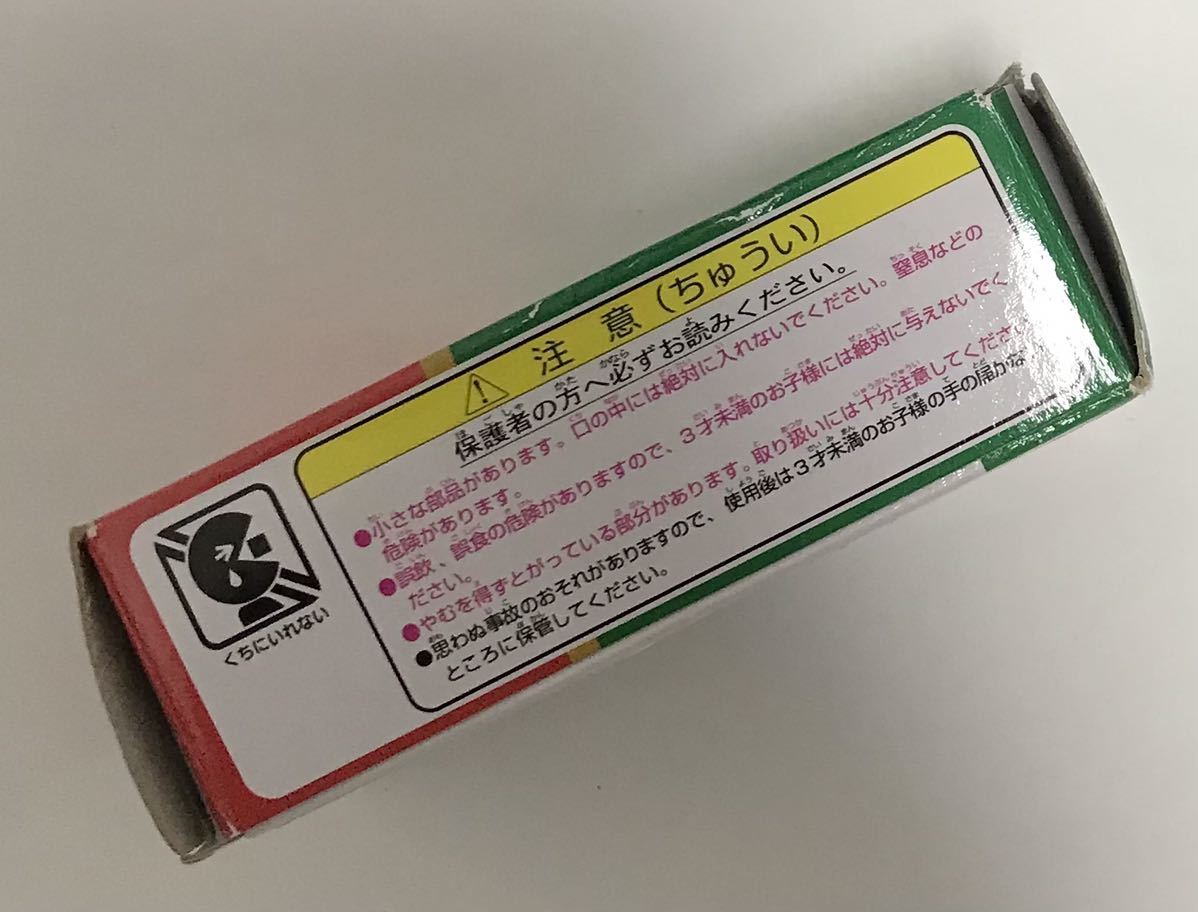 注意(ちゅうい)
保護者の方へ必ずお読みください。
●小さな部品があります。口の中には絶対に入れないでください。窒息などの
危険があります。
●誤飲、誤食の危険がありますので、3才未満のお子様には絶対に与えないでく
ださい。
●やむを得ずとがっている部分があります。取り扱いには十分注意してください
●思わぬ事故のおそれがありますので、使用後は3才未満のお子様の手の届かな
ところに保管してください。
くちにいれない